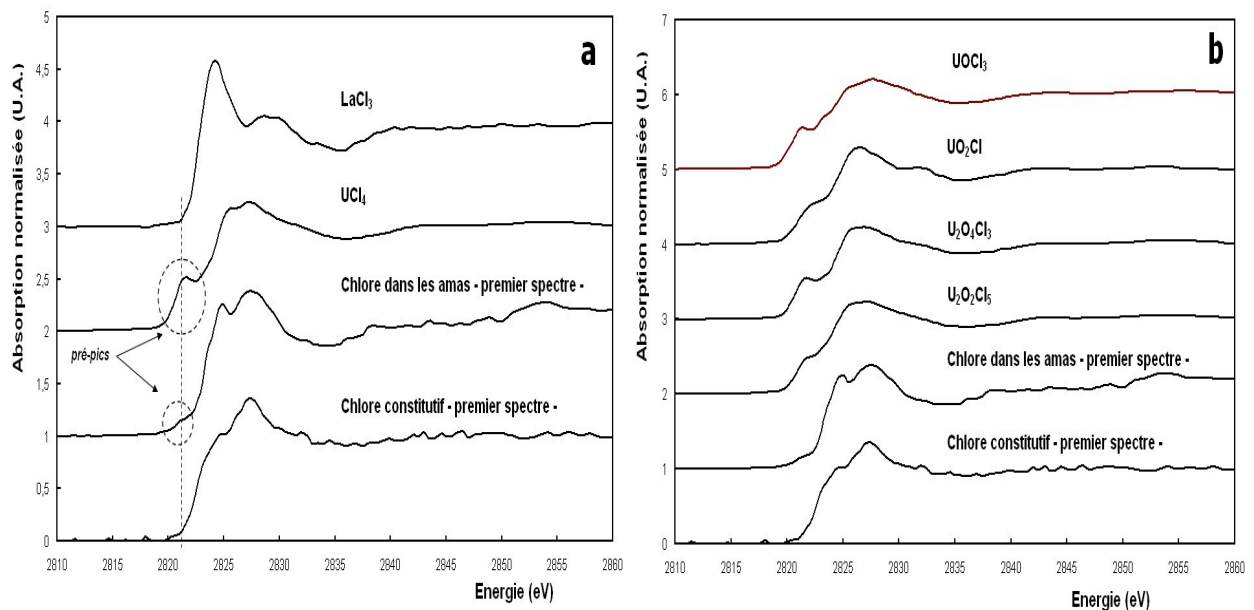 a
Absorption normalisée (U.A.)
5
4,5
4
3,5
3
2,5
2
1,5
1
0,5
0
LaCl3
UCl4
Chlore dans les amas - premier spectre -
pré-pics
Chlore constitutif - premier spectre -
2810 2815 2820 2825 2830 2835 2840 2845 2850 2855 2860
Energie (eV)
b
Absorption normalisée (U.A.)
7
6
5
4
3
2
1
0
UOCl3
UO2Cl
U2O4Cl3
U2O2Cl5
Chlore dans les amas - premier spectre -
Chlore constitutif - premier spectre -
2810 2815 2820 2825 2830 2835 2840 2845 2850 2855 2860
Energie (eV)